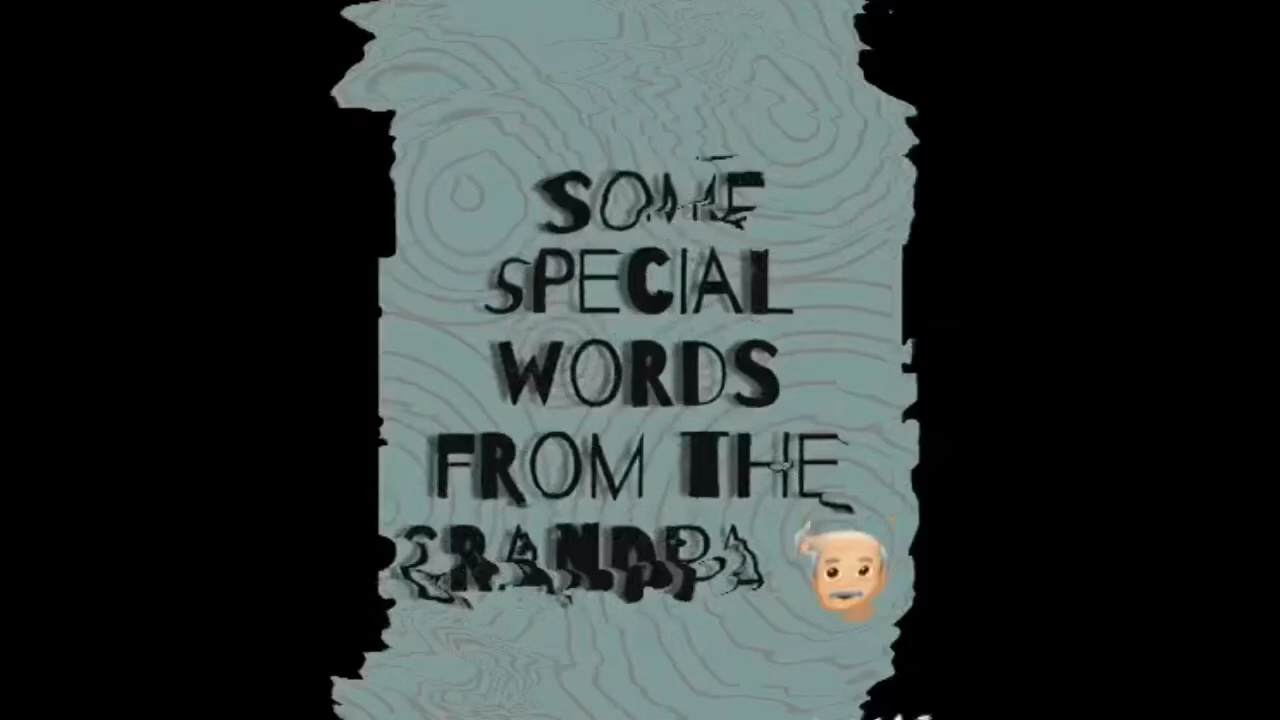 SOME
SPECIAL
WORDS
FROM THE
GRANDPA 👴🏼